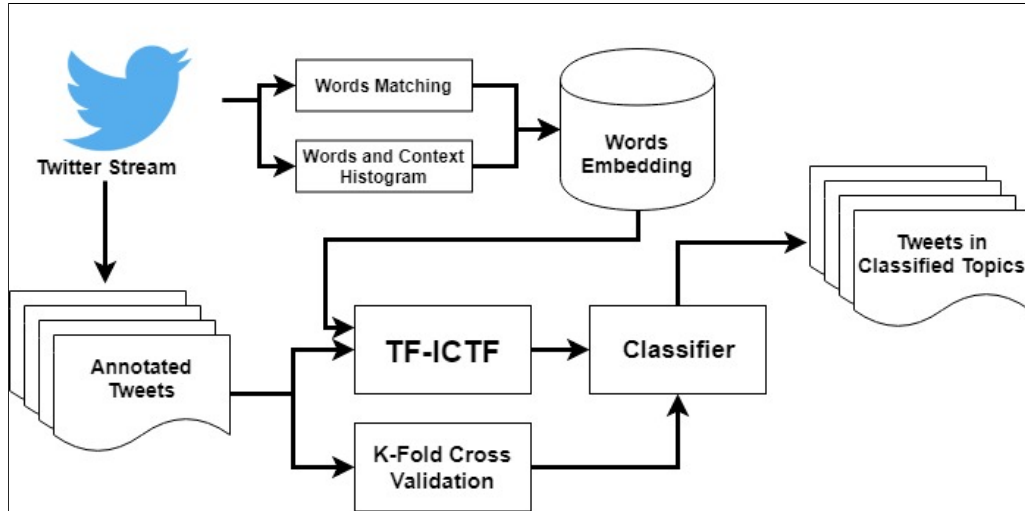 Twitter Stream
Words Matching
Words and Context
Histogram
Words
Embedding
Annotated
Tweets
TF-ICTF
K-Fold Cross
Validation
Classifier
Tweets in
Classified Topics